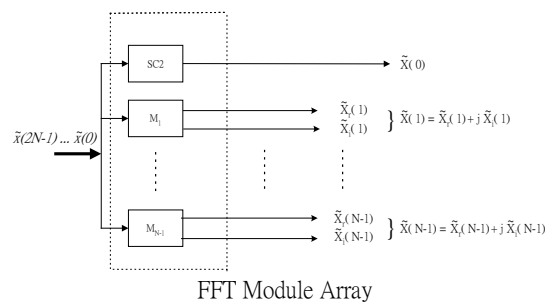 SC2
X̃(0)
M₁
X̃ᵣ(1)
X̃ᵢ(1)
} X̃(1) = X̃ᵣ(1) + j X̃ᵢ(1)
x̃(2N-1) ... x̃(0)
M_N-1
X̃ᵣ(N-1)
X̃ᵢ(N-1)
} X̃(N-1) = X̃ᵣ(N-1) + j X̃ᵢ(N-1)
FFT Module Array